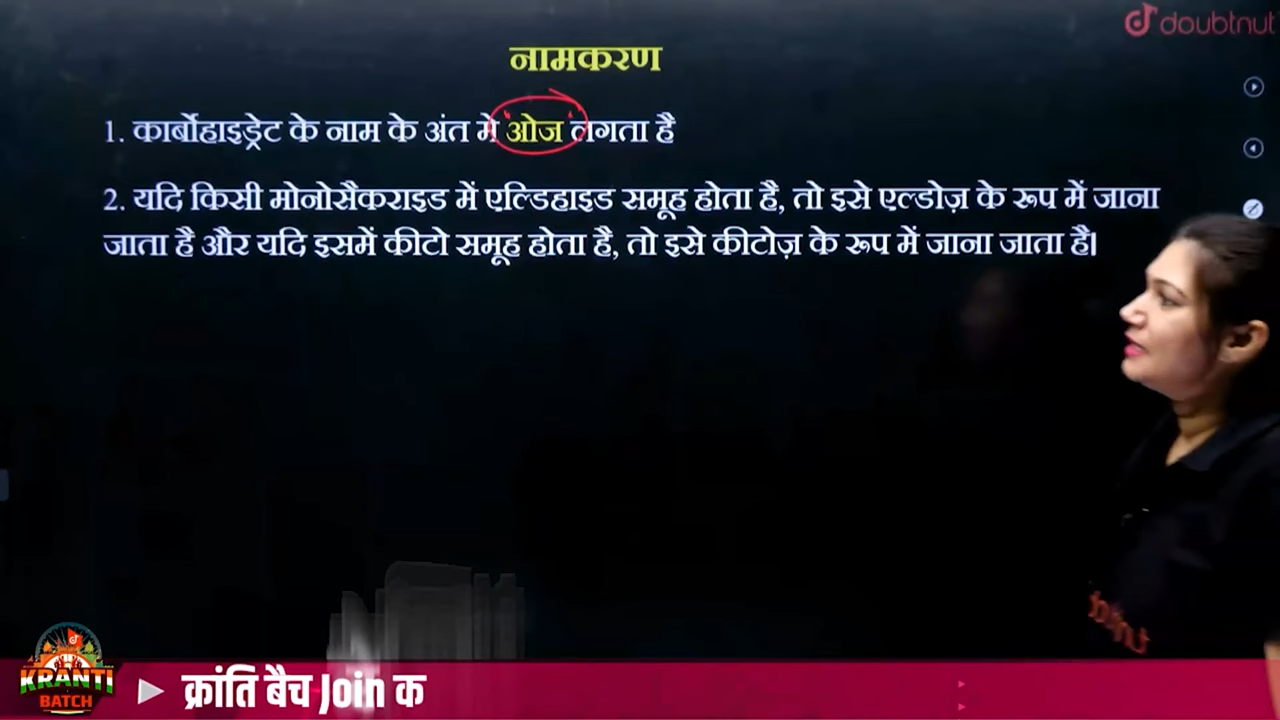 doubtnut
नामकरण
1. कार्बोहाइड्रेट के नाम के अंत मे ओज लगता है
2. यदि किसी मोनोसैकराइड में एल्डिहाइड समूह होता है, तो इसे एल्डोज़ के रूप में जाना
जाता है और यदि इसमें कीटो समूह होता है, तो इसे कीटोज़ के रूप में जाना जाता है।
KRANTI
BATCH
क्रांति बैच Join क